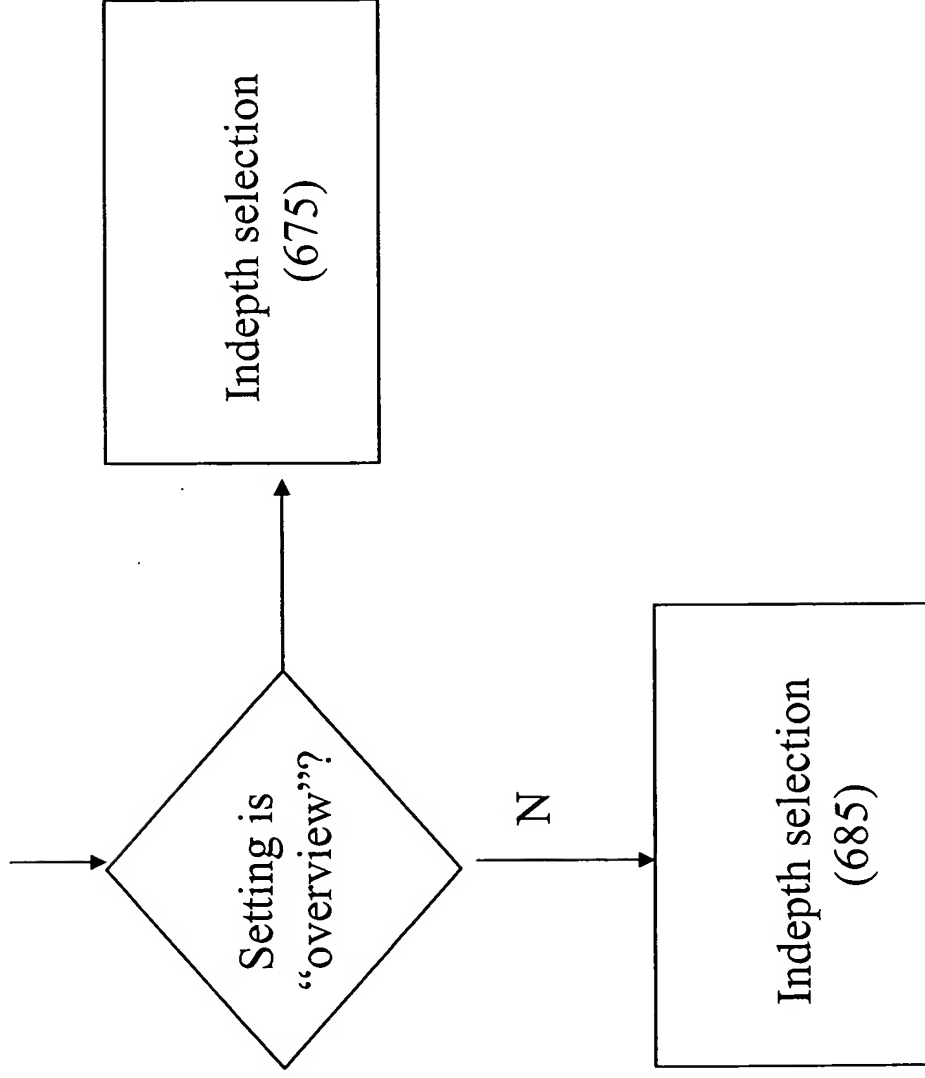 Setting is
“overview”?
N
Indepth selection
(675)
Indepth selection
(685)